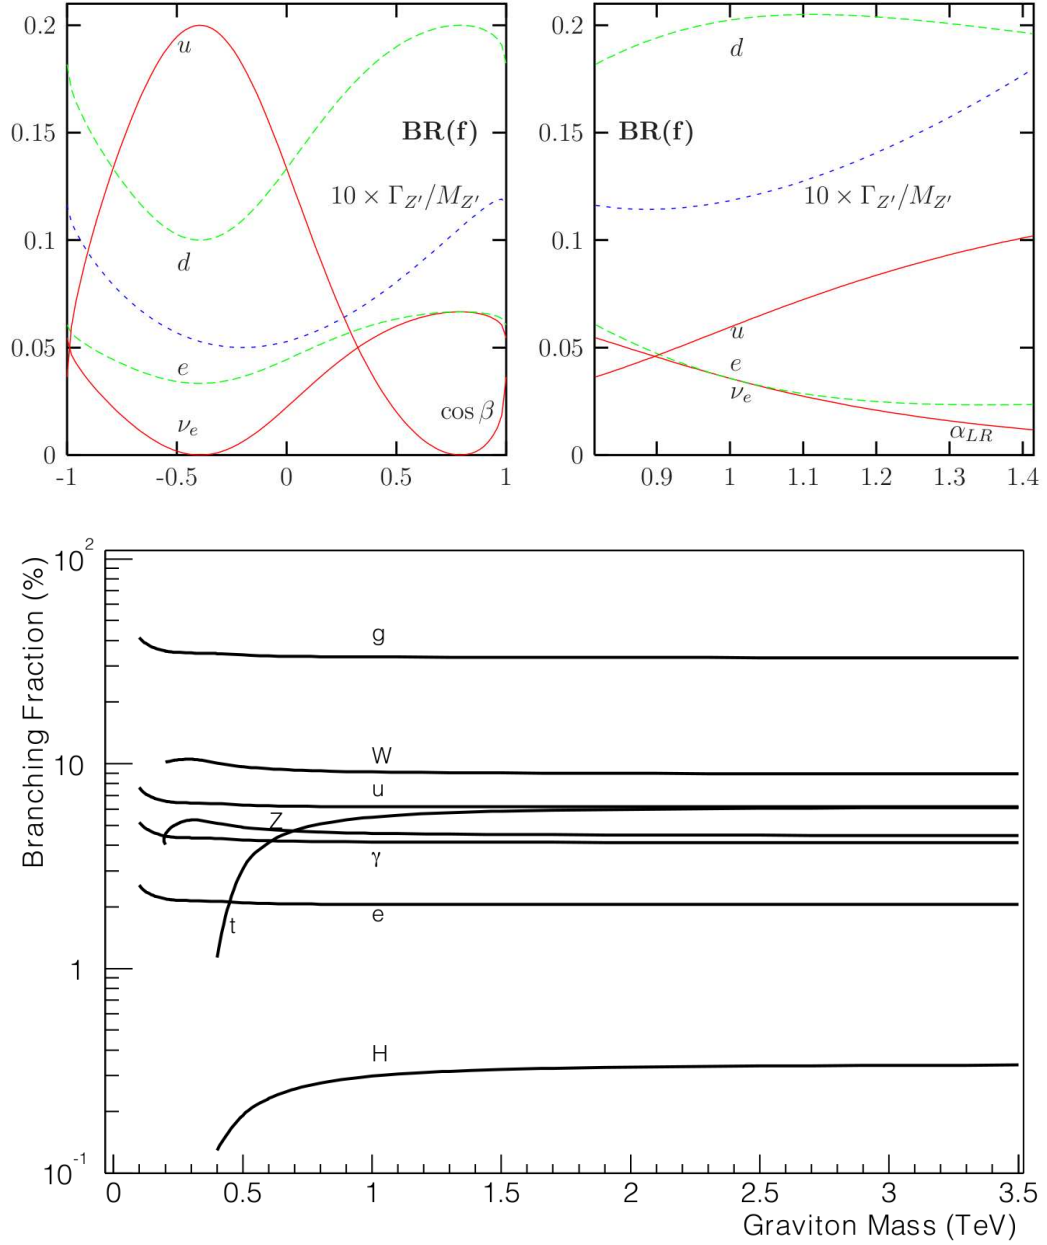 0.2
0.15
0.1
0.05
0
-1
-0.5
0
0.5
1
u
BR(f)
10 × Γ_{Z'}/M_{Z'}
d
e
ν_e
cos β
0.2
0.15
0.1
0.05
0
0.9
1
1.1
1.2
1.3
1.4
d
BR(f)
10 × Γ_{Z'}/M_{Z'}
u
e
ν_e
α_{LR}
Branching Fraction (%)
10^2
10
1
10^{-1}
g
W
u
Z
γ
e
t
H
0
0.5
1
1.5
2
2.5
3
3.5
Graviton Mass (TeV)